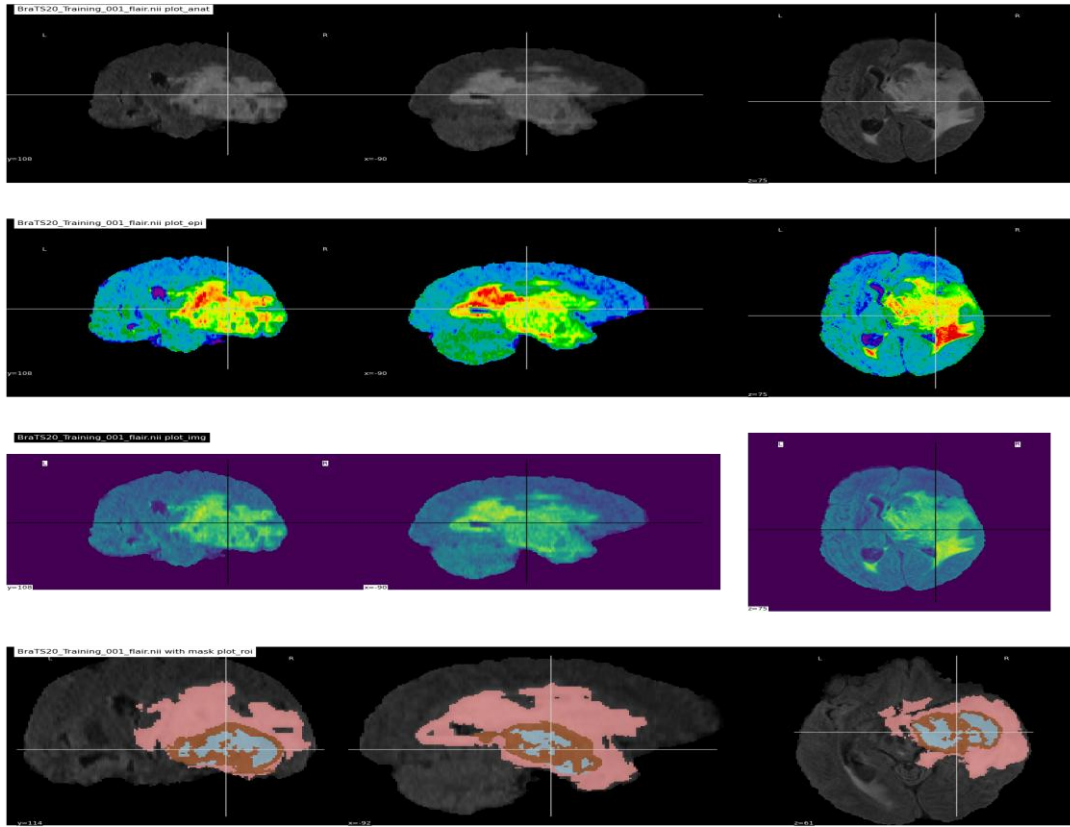 BraTS20_Training_001_flair.nii plot_anat
L R L R
y=108 x=-90 z=75
BraTS20_Training_001_flair.nii plot_epi
L R L R
y=108 x=-90 z=75
BraTS20_Training_001_flair.nii plot_img
L R L R
y=108 x=-90 z=75
BraTS20_Training_001_flair.nii with mask plot_roi
L R L R
y=114 x=-92 z=61